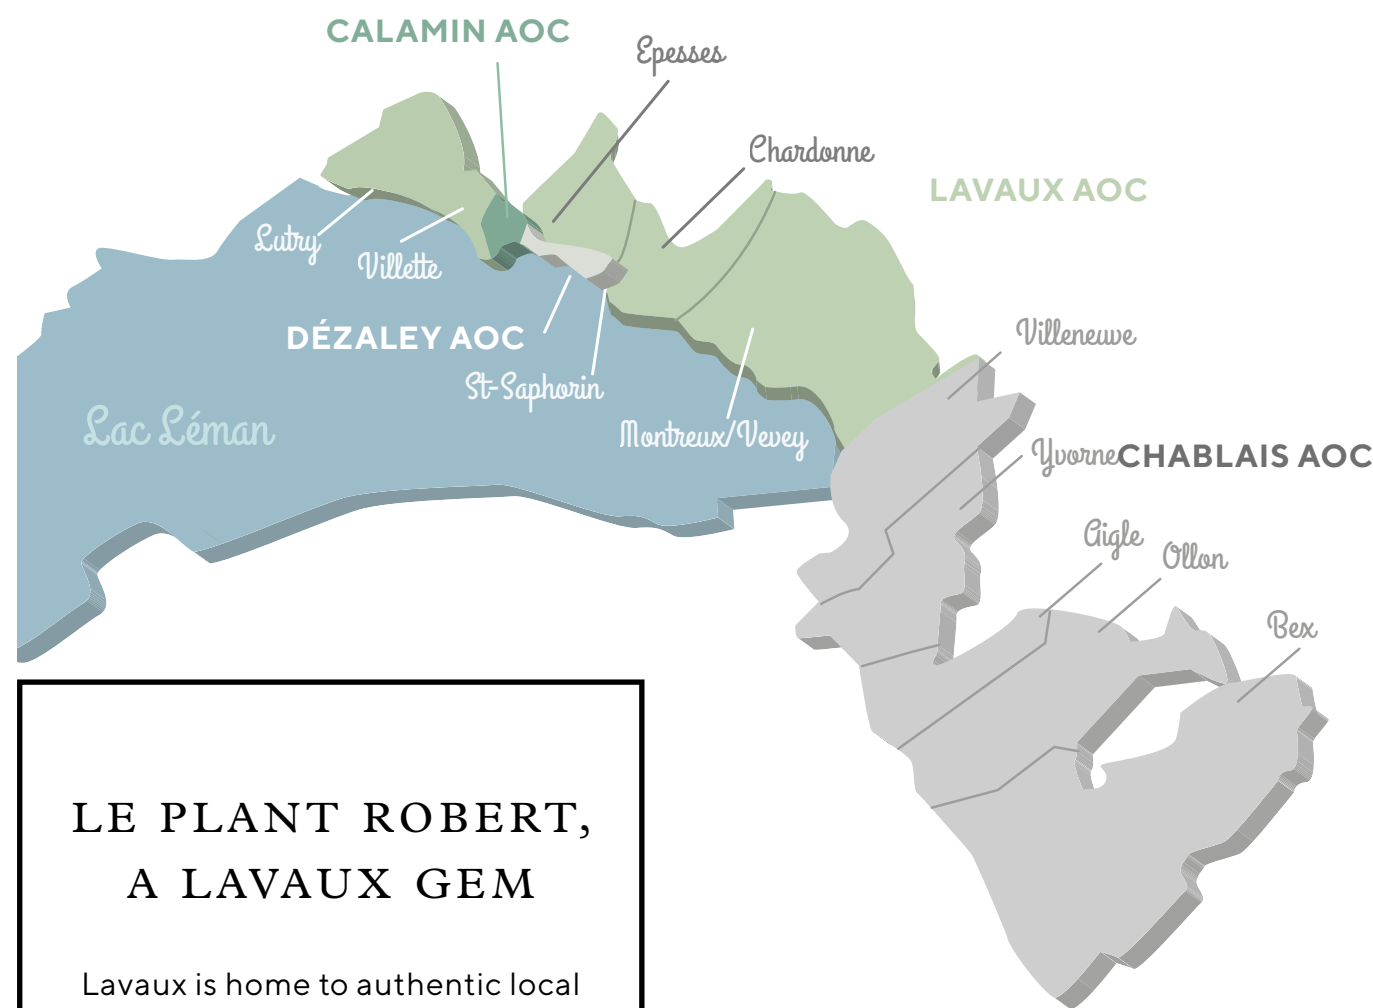 CALAMIN AOC
Epesses
Chardonne
LAVAUX AOC
Lutry
Villette
DÉZALEY AOC
Villeneuve
St-Saphorin
Lac Léman
Montreux/Vevey
Yvorne CHABLAIS AOC
Aigle
Ollon
Bex
LE PLANT ROBERT,
A LAVAUX GEM
Lavaux is home to authentic local